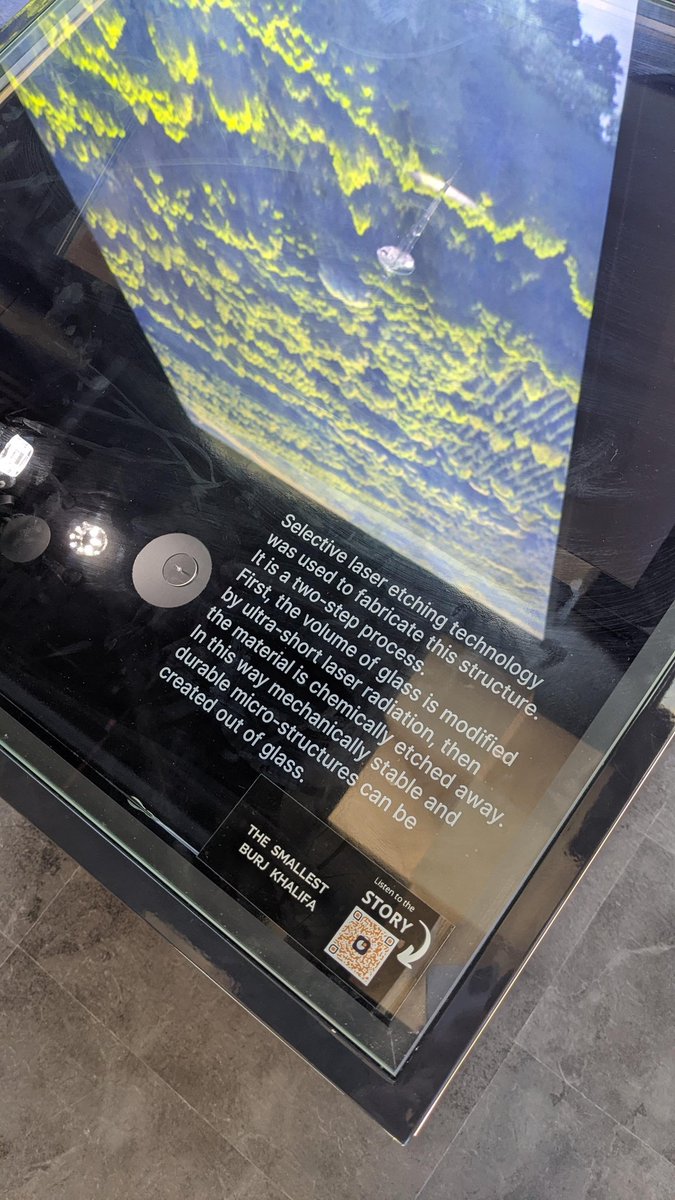 Selective laser etching technology
was used to fabricate this structure.
It is a two-step process.
First, the volume of glass is modified
by ultra-short laser radiation, then
the material is chemically etched away.
In this way mechanically stable and
durable micro-structures can be
created out of glass.
THE SMALLEST
BURJ KHALIFA
Listen to the
STORY